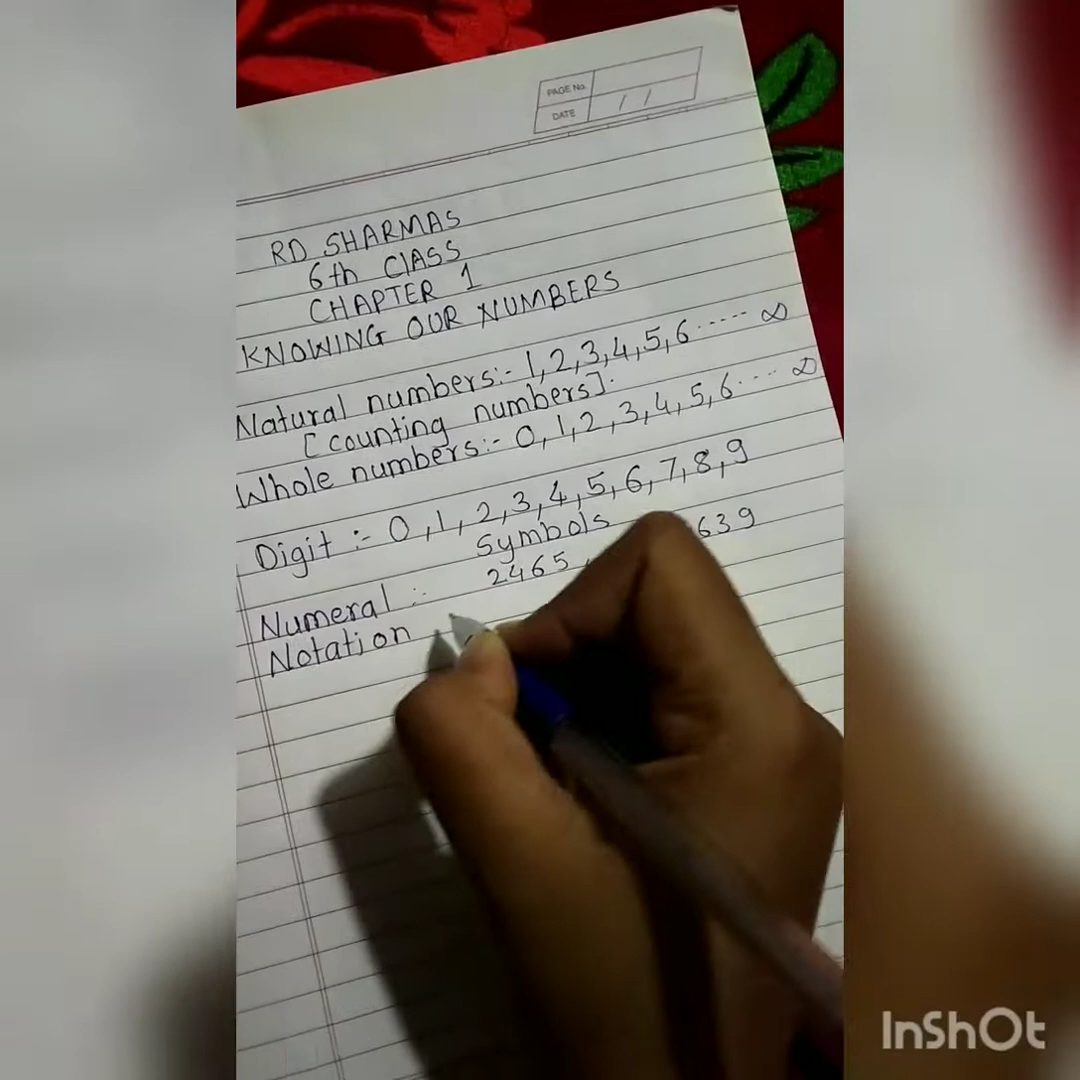 PAGE No.
DATE / /
RD SHARMAS
6th ClASS
CHAPTER 1
KNOWING OUR NUMBERS
Natural numbers:- 1,2,3,4,5,6 ..... ∞
[counting numbers].
Whole numbers:- 0,1,2,3,4,5,6.... ∞
Digit :- 0,1,2,3,4,5,6,7,8,9
Symbols
Numeral :- 2465, 639
Notation
InShOt